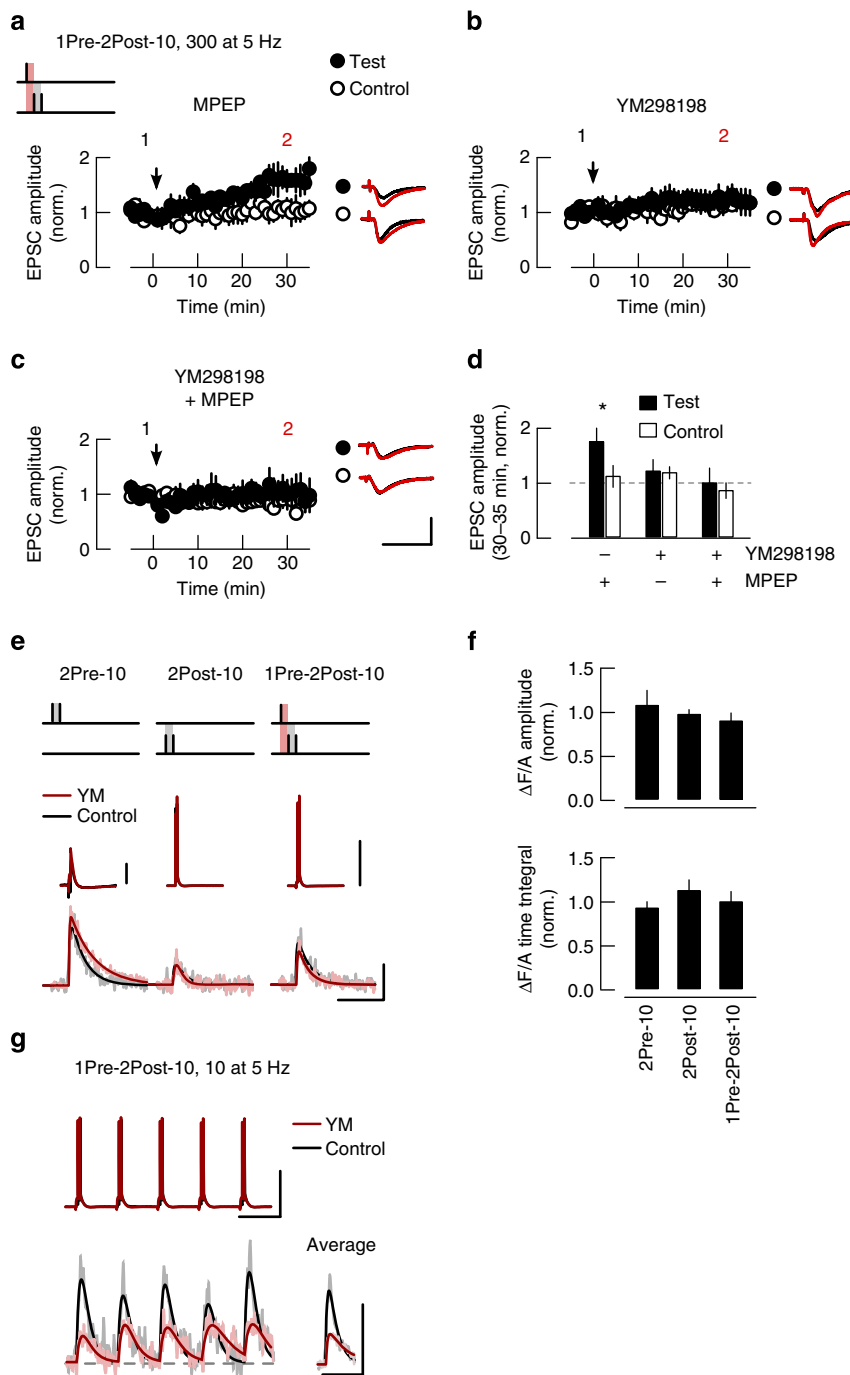 a
1Pre-2Post-10, 300 at 5 Hz
Test
Control
MPEP
1
2
EPSC amplitude
(norm.)
2
1
0
0 10 20 30
Time (min)
b
YM298198
1
2
EPSC amplitude
(norm.)
2
1
0
0 10 20 30
Time (min)
c
YM298198
+ MPEP
1
2
EPSC amplitude
(norm.)
2
1
0
0 10 20 30
Time (min)
d
*
Test
Control
EPSC amplitude
(30–35 min, norm.)
2
1
0
– + + YM298198
+ – + MPEP
e
2Pre-10 2Post-10 1Pre-2Post-10
YM
Control
f
ΔF/A amplitude
(norm.)
1.5
1.0
0.0
ΔF/A time tntegral
(norm.)
1.5
1.0
0.5
0.0
2Pre-10
2Post-10
1Pre-2Post-10
g
1Pre-2Post-10, 10 at 5 Hz
YM
Control
Average